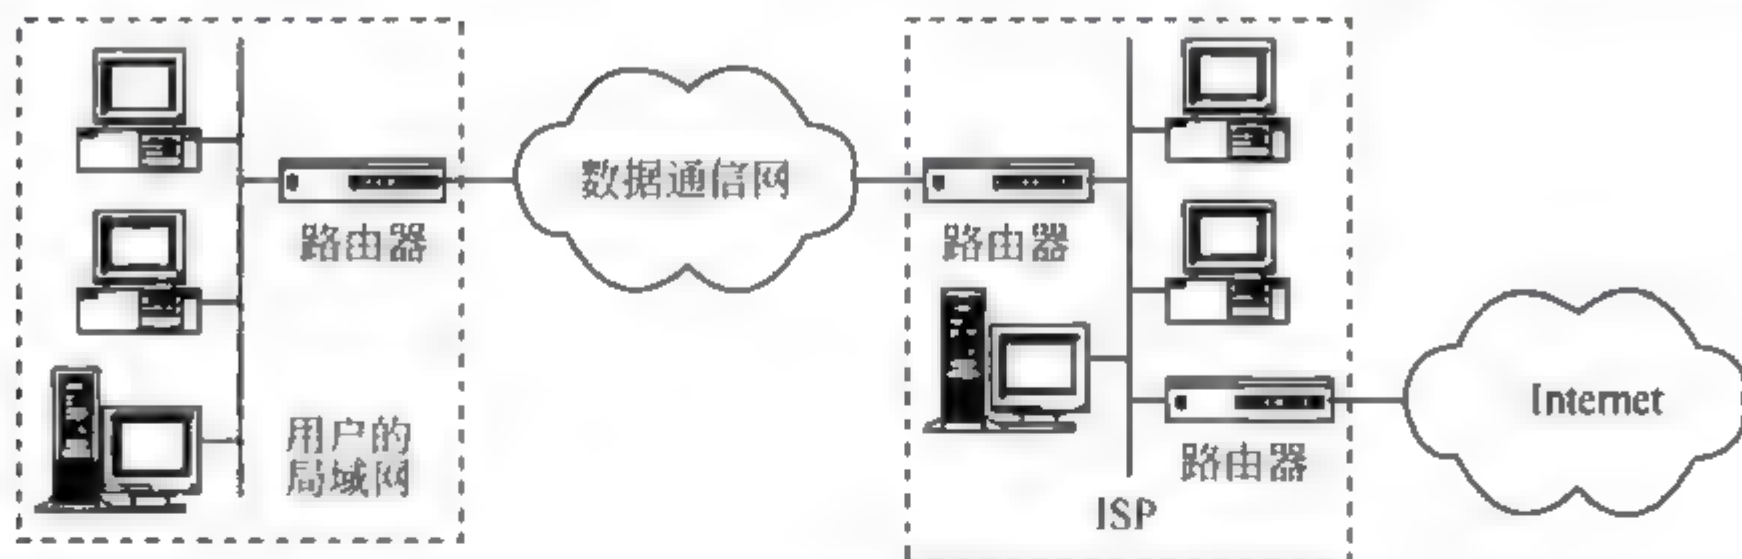 数据通信网
路由器
路由器
用户的
局域网
Internet
路由器
ISP